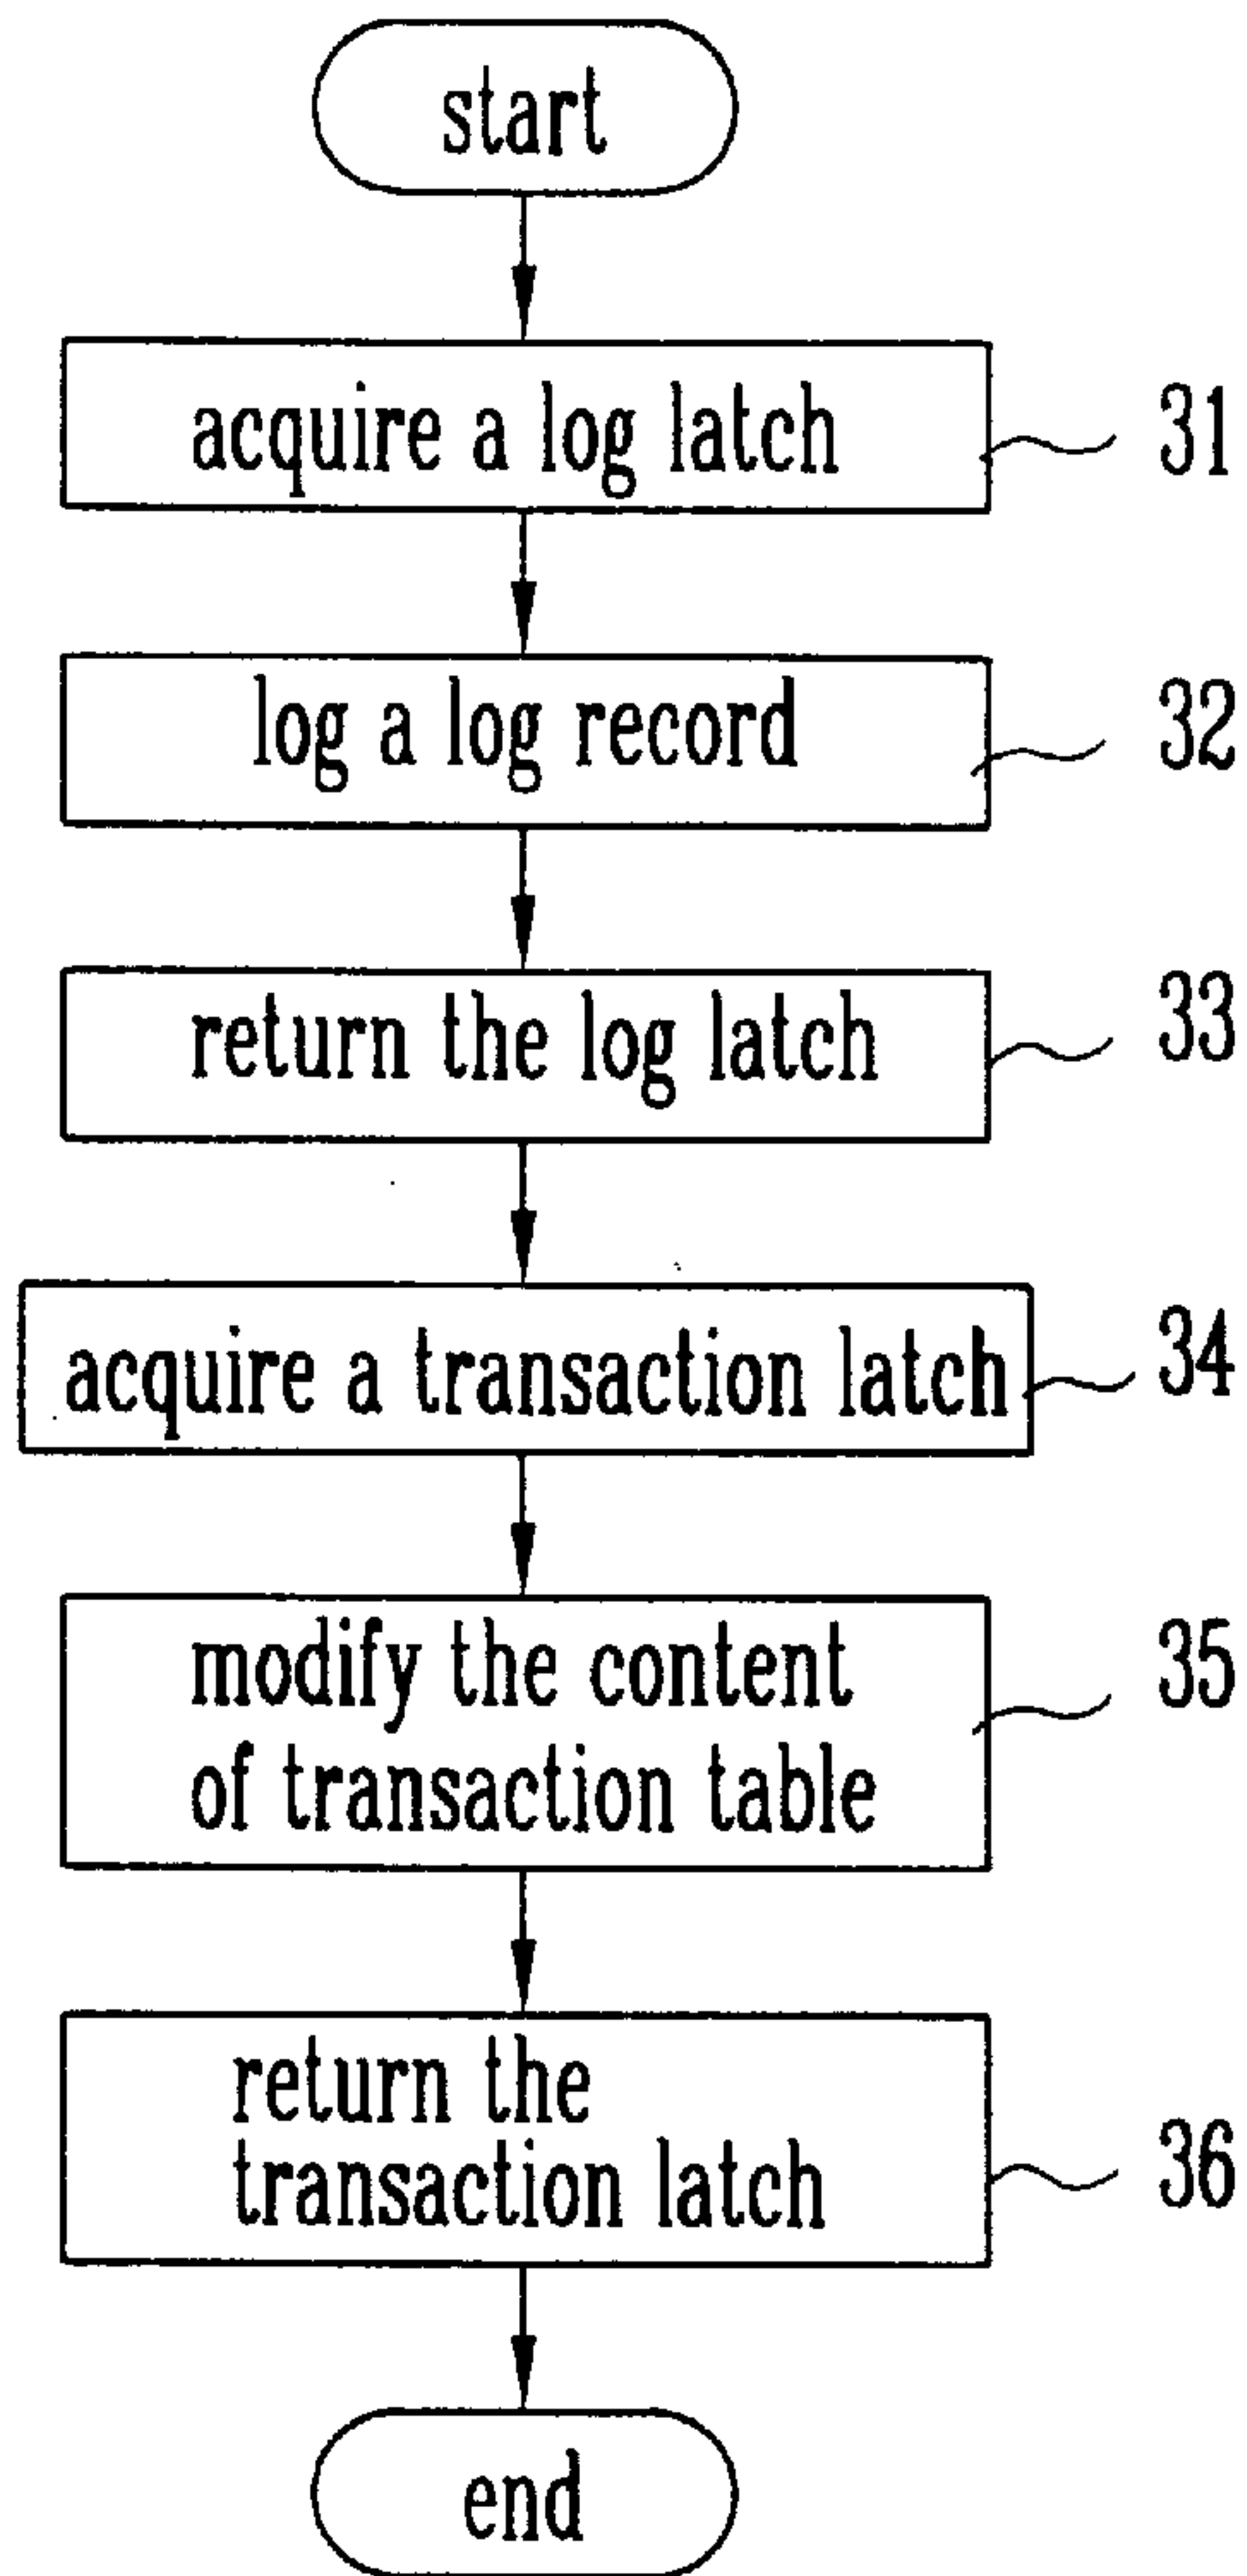 start
acquire a log latch
31
log a log record
32
return the log latch
33
acquire a transaction latch
34
modify the content
of transaction table
35
return the
transaction latch
36
end